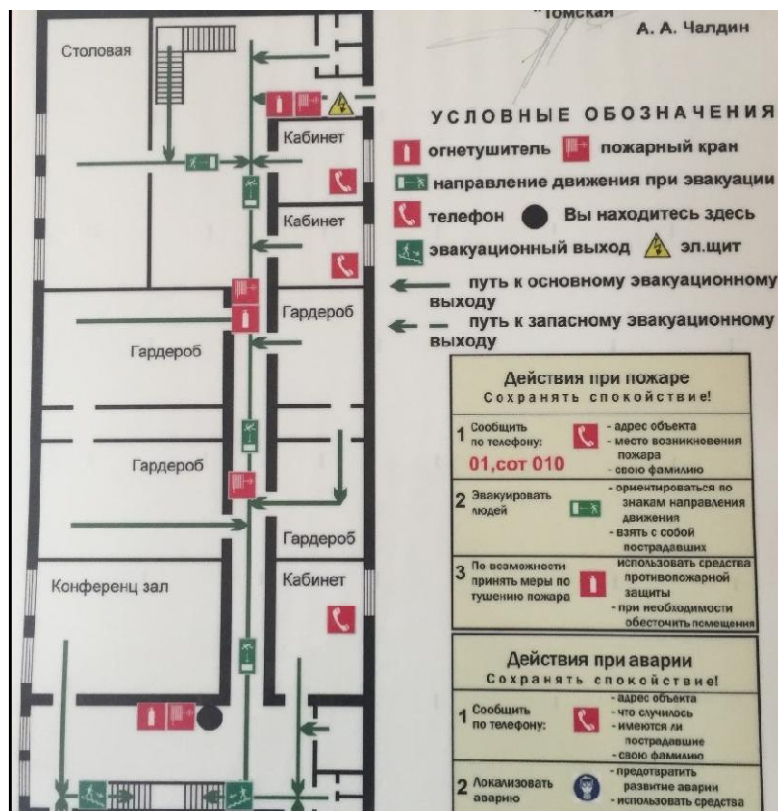 "Томская
А. А. Чалдин
УСЛОВНЫЕ ОБОЗНАЧЕНИЯ
огнетушитель пожарный кран
направление движения при эвакуации
телефон Вы находитесь здесь
эвакуационный выход эл.щит
путь к основному эвакуационному
выходу
путь к запасному эвакуационному
выходу
Столовая
Кабинет
Кабинет
Гардероб
Гардероб
Гардероб
Гардероб
Конференц зал
Кабинет
Действия при пожаре
Сохранять спокойствие!
1 Сообщить
по телефону:
01,сот 010
- адрес объекта
- место возникновения
пожара
- свою фамилию
2 Эвакуировать
людей
- ориентироваться по
знакам направления
движения
- взять с собой
пострадавших
3 По возможности
принять меры по
тушению пожара
использовать средства
противопожарной
защиты
- при необходимости
обесточить помещения
Действия при аварии
Сохранять спокойствие!
1 Сообщить
по телефону:
- адрес объекта
- что случилось
- имеются ли
пострадавшие
- свою фамилию
2 Локализовать
аварию
- предотвратить
развитие аварии
- использовать средства